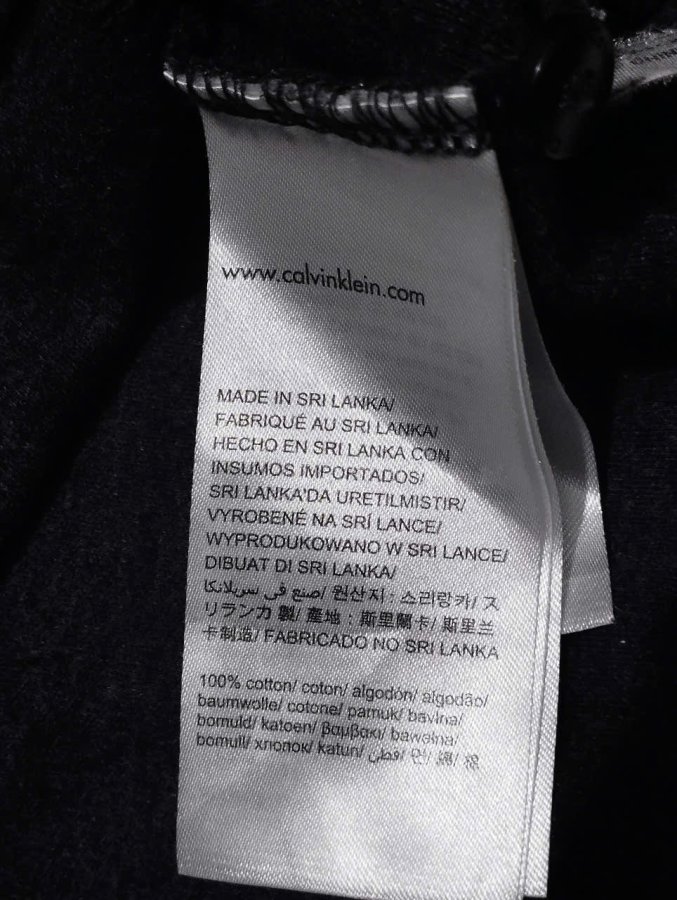 www.calvinklein.com
MADE IN SRI LANKA/
FABRIQUÉ AU SRI LANKA/
HECHO EN SRI LANKA CON
INSUMOS IMPORTADOS/
SRI LANKA'DA URETILMISTIR/
VYROBENÉ NA SRÍ LANCE/
WYPRODUKOWANO W SRI LANCE/
DIBUAT DI SRI LANKA/
صنع في سريلانكا/ 원산지 : 스리랑카/ ス
リランカ 製/ 產地 : 斯里蘭卡/ 斯里兰
卡制造/ FABRICADO NO SRI LANKA
100% cotton/ coton/ algodón/ algodão/
baumwolle/ cotone/ pamuk/ bavlna/
bomuld/ katoen/ βαμβακι/ bawełna/
bomull/ хлопок/ katun/ قطن/ 면/ 綿/ 棉